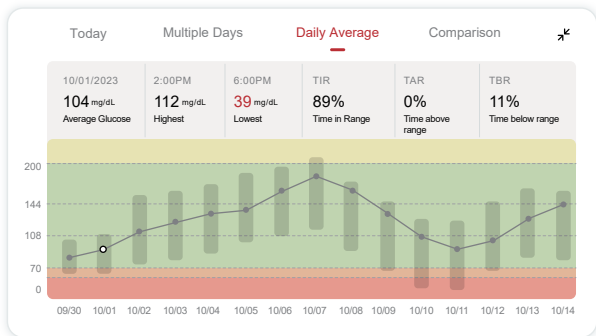 Today Multiple Days Daily Average Comparison
10/01/2023 2:00PM 6:00PM TIR TAR TBR
104 mg/dL 112 mg/dL 39 mg/dL 89% 0% 11%
Average Glucose Highest Lowest Time in Range Time above range Time below range
200
144
108
70
0
09/30 10/01 10/02 10/03 10/04 10/05 10/06 10/07 10/08 10/09 10/10 10/11 10/12 10/13 10/14